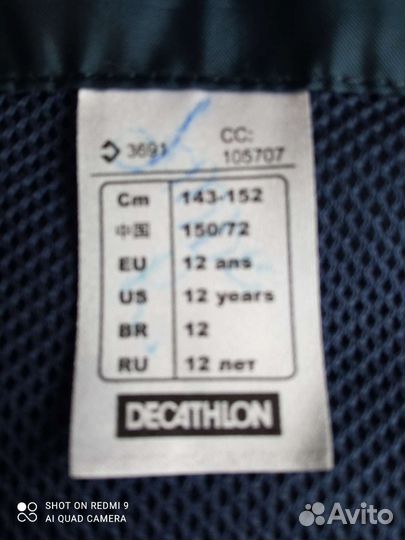 3691 CC:
105707
Cm 143-152
中国 150/72
EU 12 ans
US 12 years
BR 12
RU 12 лет
DECATHLON
SHOT ON REDMI 9
AI QUAD CAMERA
Avito